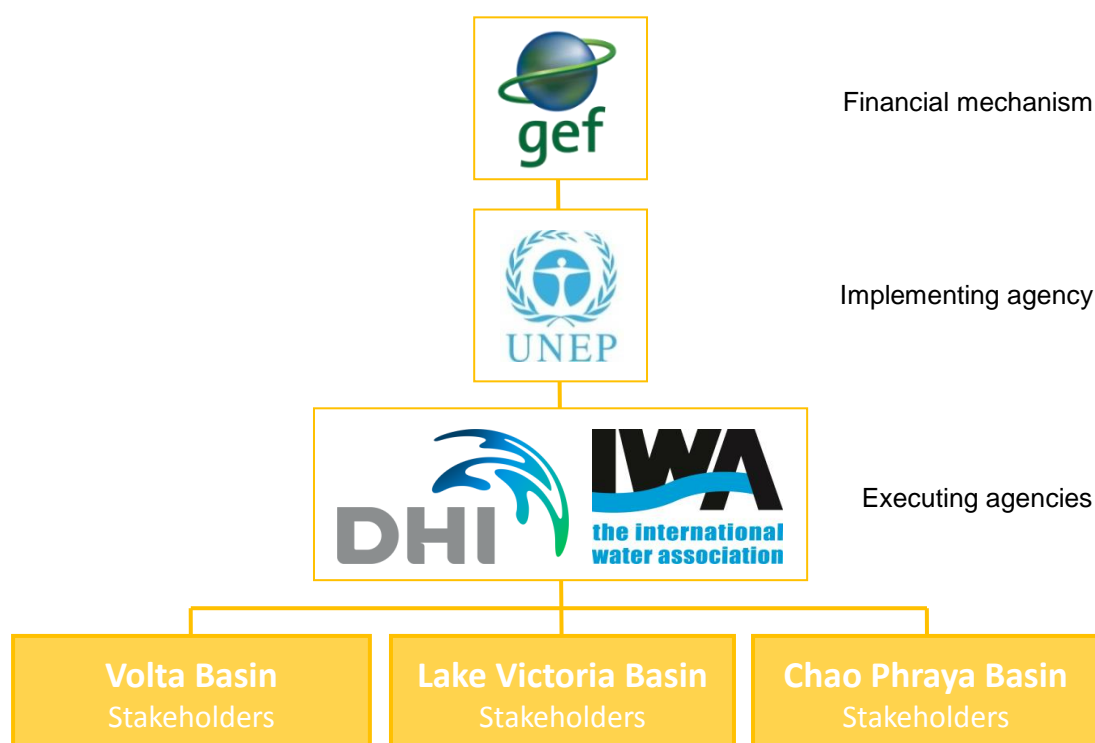 gef
Financial mechanism
UNEP
Implementing agency
DHI
IWA
the international
water association
Executing agencies
Volta Basin
Stakeholders
Lake Victoria Basin
Stakeholders
Chao Phraya Basin
Stakeholders